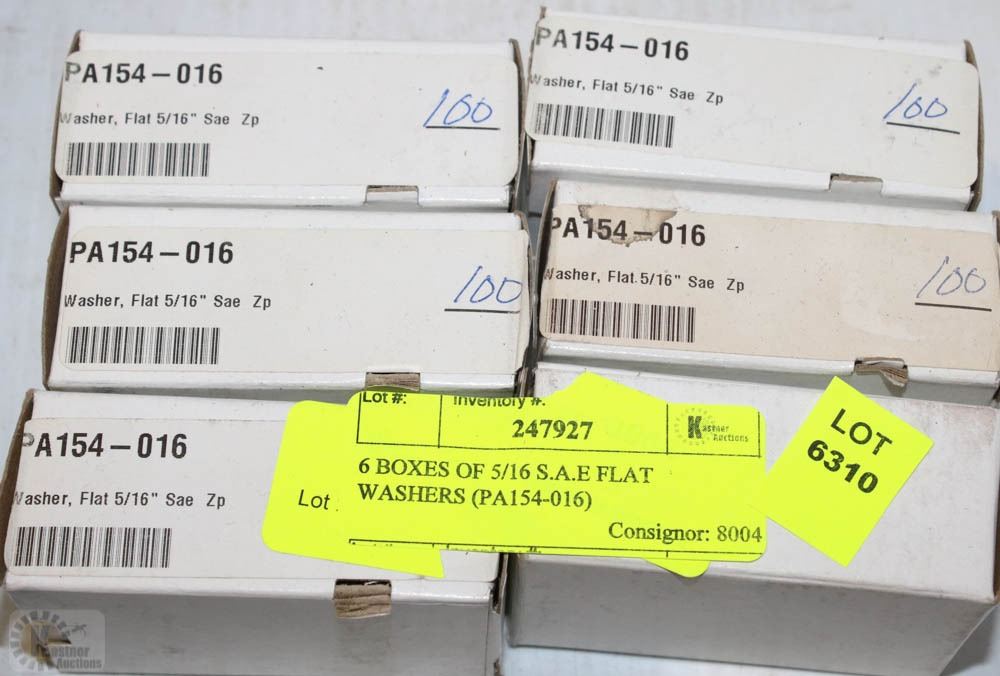 PA154-016
Washer, Flat 5/16" Sae Zp
100
PA154-016
Washer, Flat 5/16" Sae Zp
100
PA154-016
Washer, Flat 5/16" Sae Zp
100
PA154-016
Washer, Flat 5/16" Sae Zp
100
PA154-016
Washer, Flat 5/16" Sae Zp
Lot
Lot #:
Inventory #:
247927
Kastner
Auctions
6 BOXES OF 5/16 S.A.E FLAT
WASHERS (PA154-016)
Consignor: 8004
LOT
6310
Kastner
Auctions